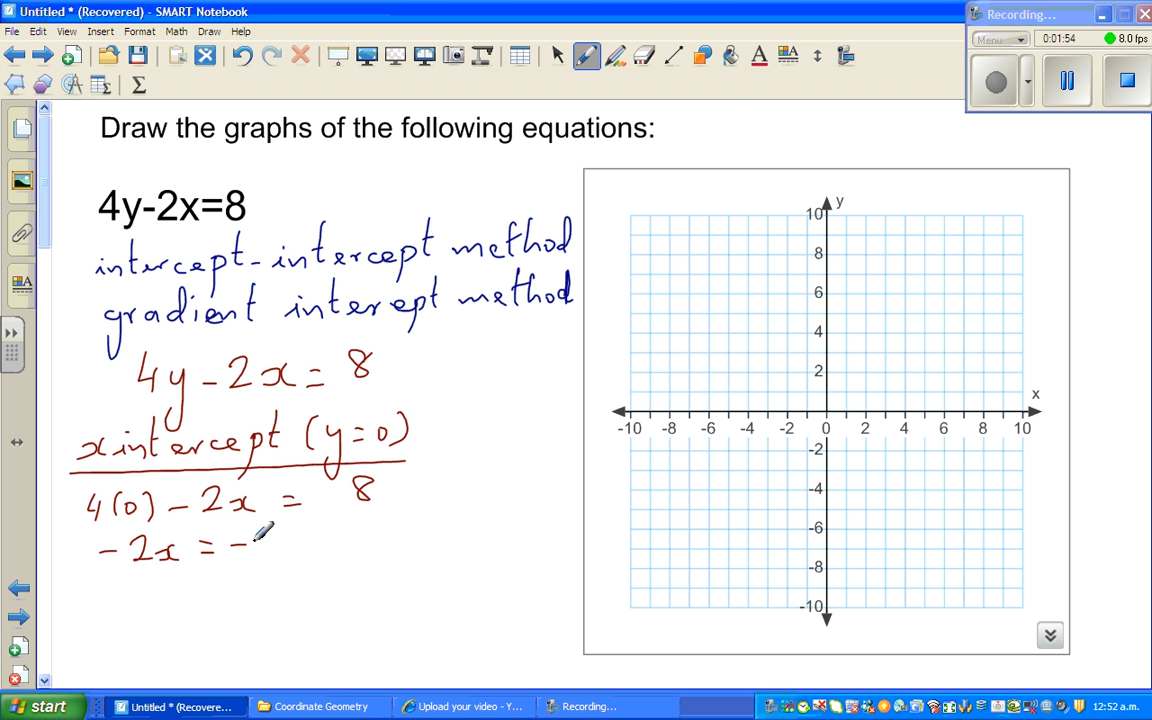 Untitled * (Recovered) - SMART Notebook
File Edit View Insert Format Math Draw Help
Recording...
Menu
0:01:54
8.0 fps
Draw the graphs of the following equations:
4y-2x=8
intercept-intercept method
gradient interept method
4y - 2x = 8
x intercept (y=0)
4(0) - 2x = 8
- 2x = -
y
10
8
6
4
2
x
-10 -8 -6 -4 -2 0 2 4 6 8 10
-2
-4
-6
-8
-10
start
Untitled * (Recovere...
Coordinate Geometry
Upload your video - Y...
Recording...
12:52 a.m.